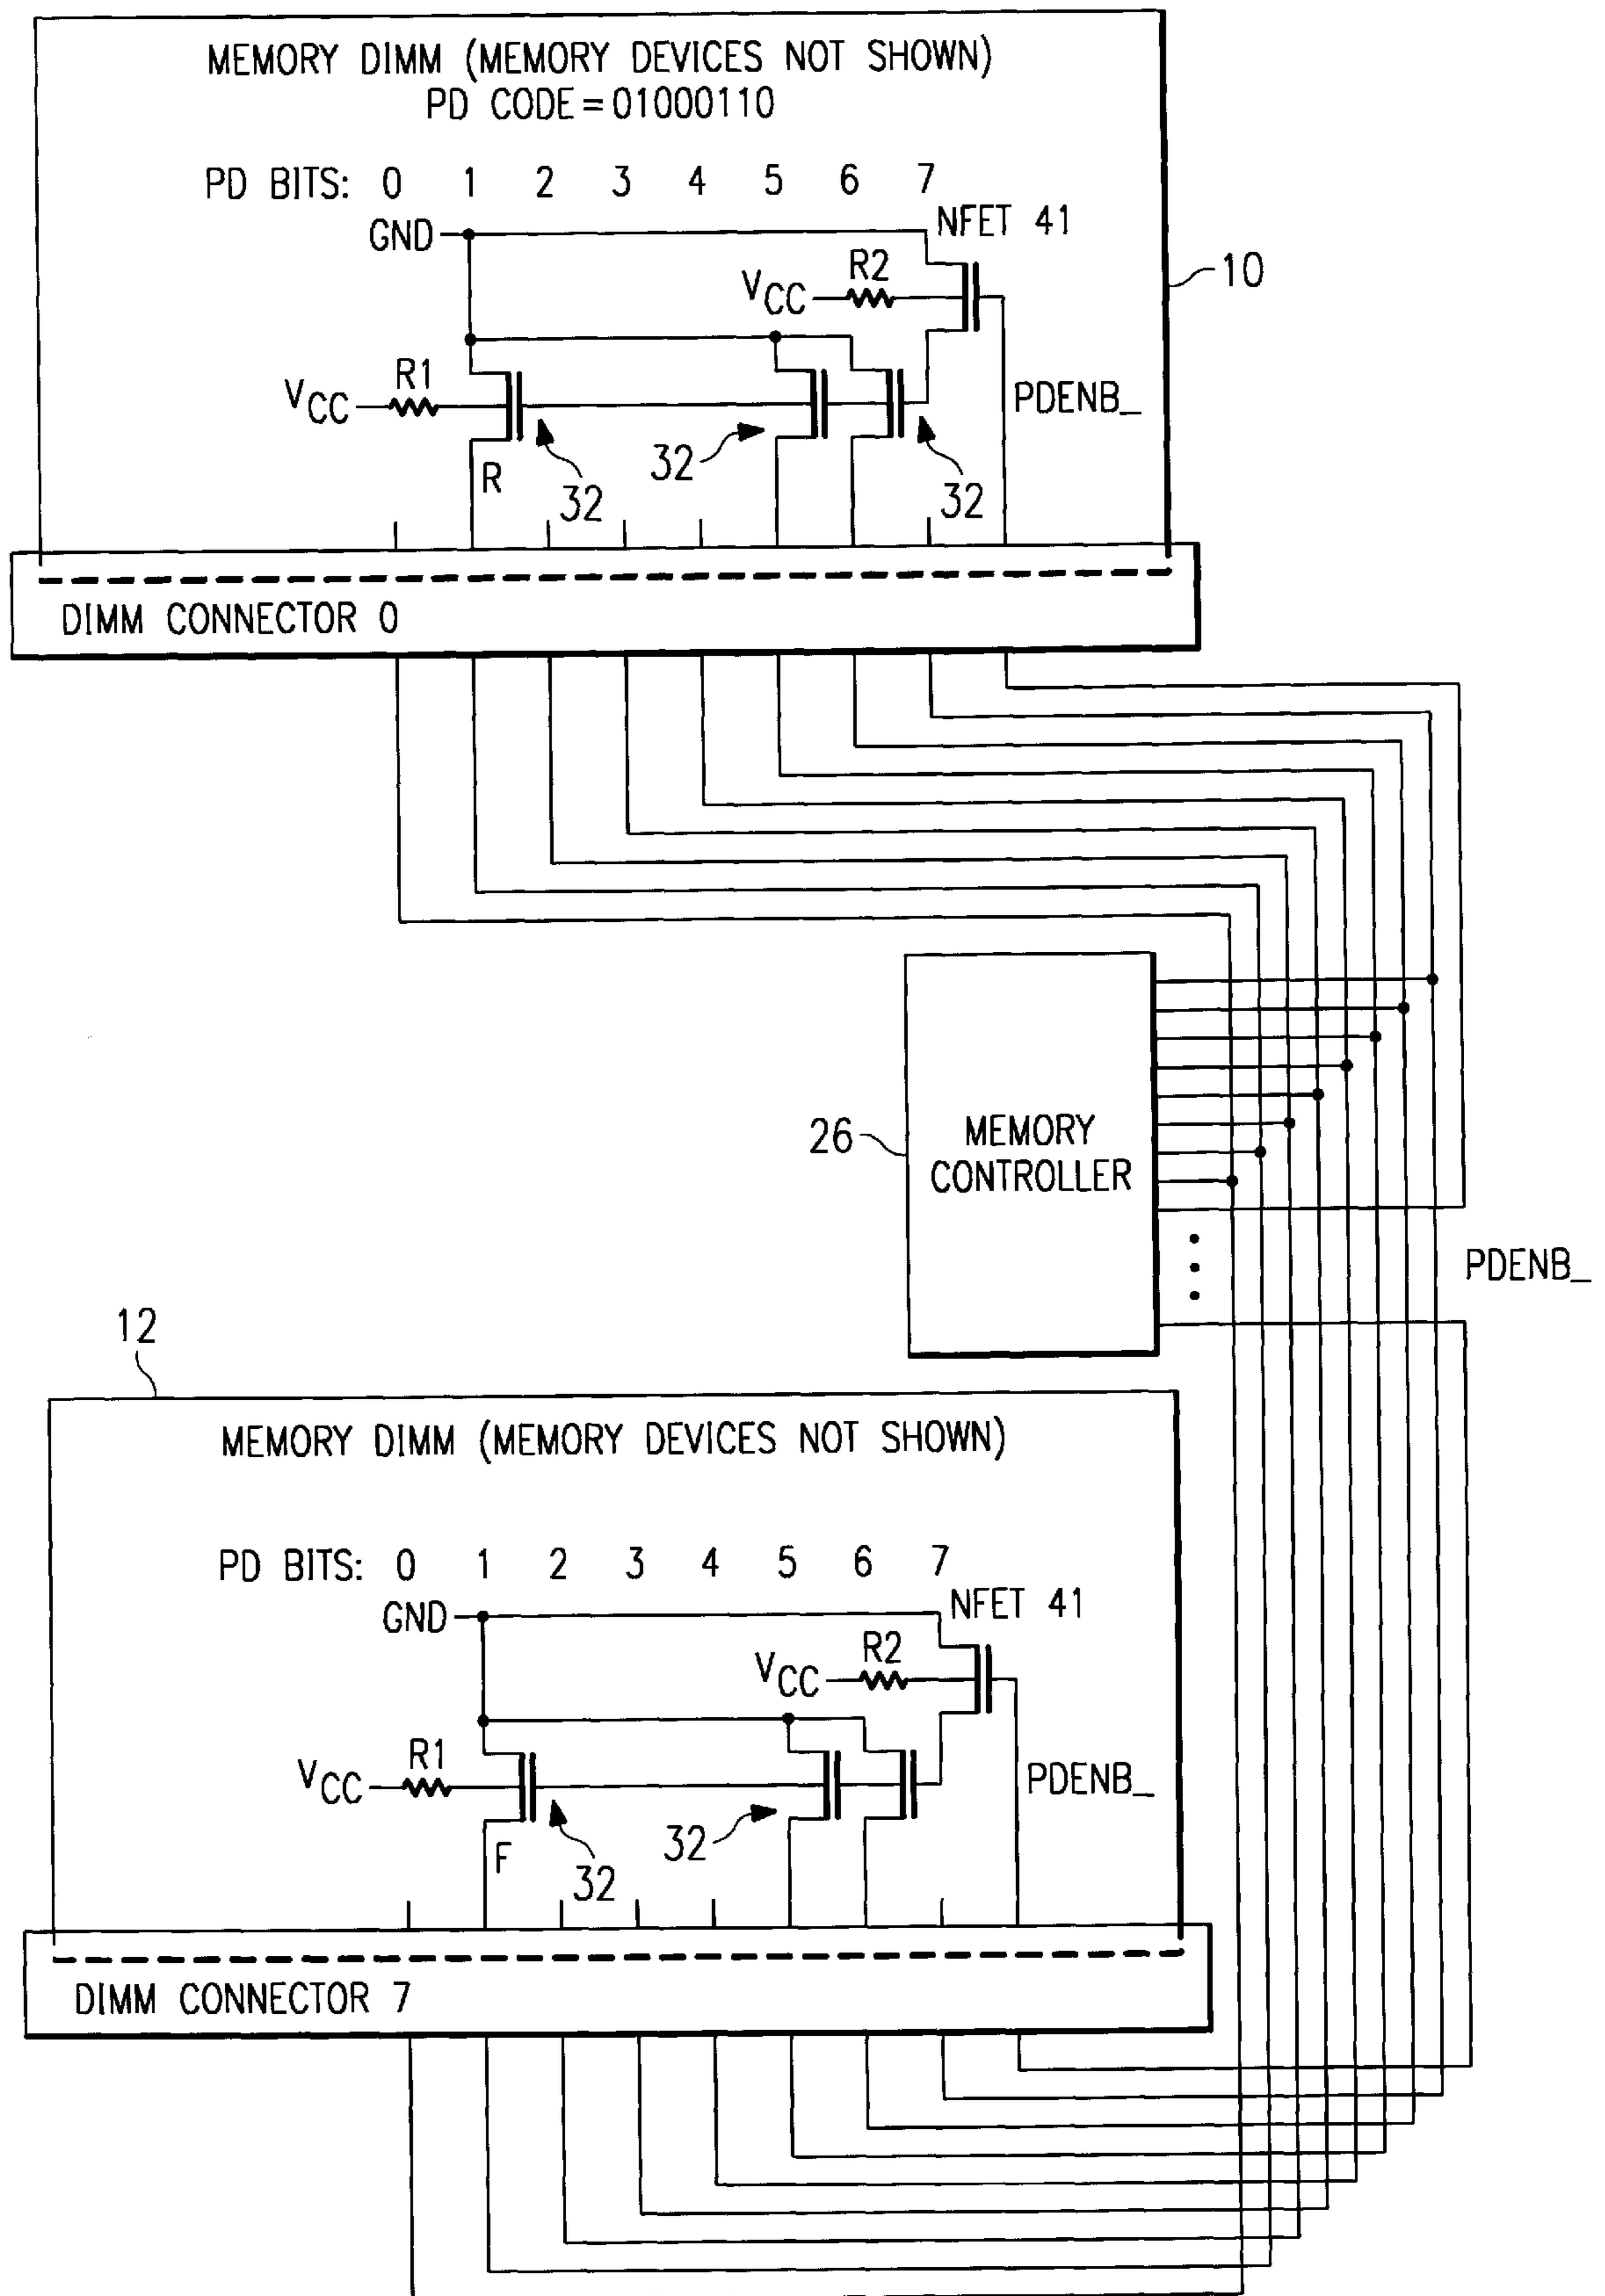 MEMORY DIMM (MEMORY DEVICES NOT SHOWN)
PD CODE=01000110
PD BITS: 0 1 2 3 4 5 6 7
GND
NFET 41
R2
VCC
10
R1
VCC
PDENB_
32
R
32
32
DIMM CONNECTOR 0
26
MEMORY
CONTROLLER
PDENB_
12
MEMORY DIMM (MEMORY DEVICES NOT SHOWN)
PD BITS: 0 1 2 3 4 5 6 7
GND
NFET 41
R2
VCC
R1
VCC
PDENB_
32
F
32
DIMM CONNECTOR 7